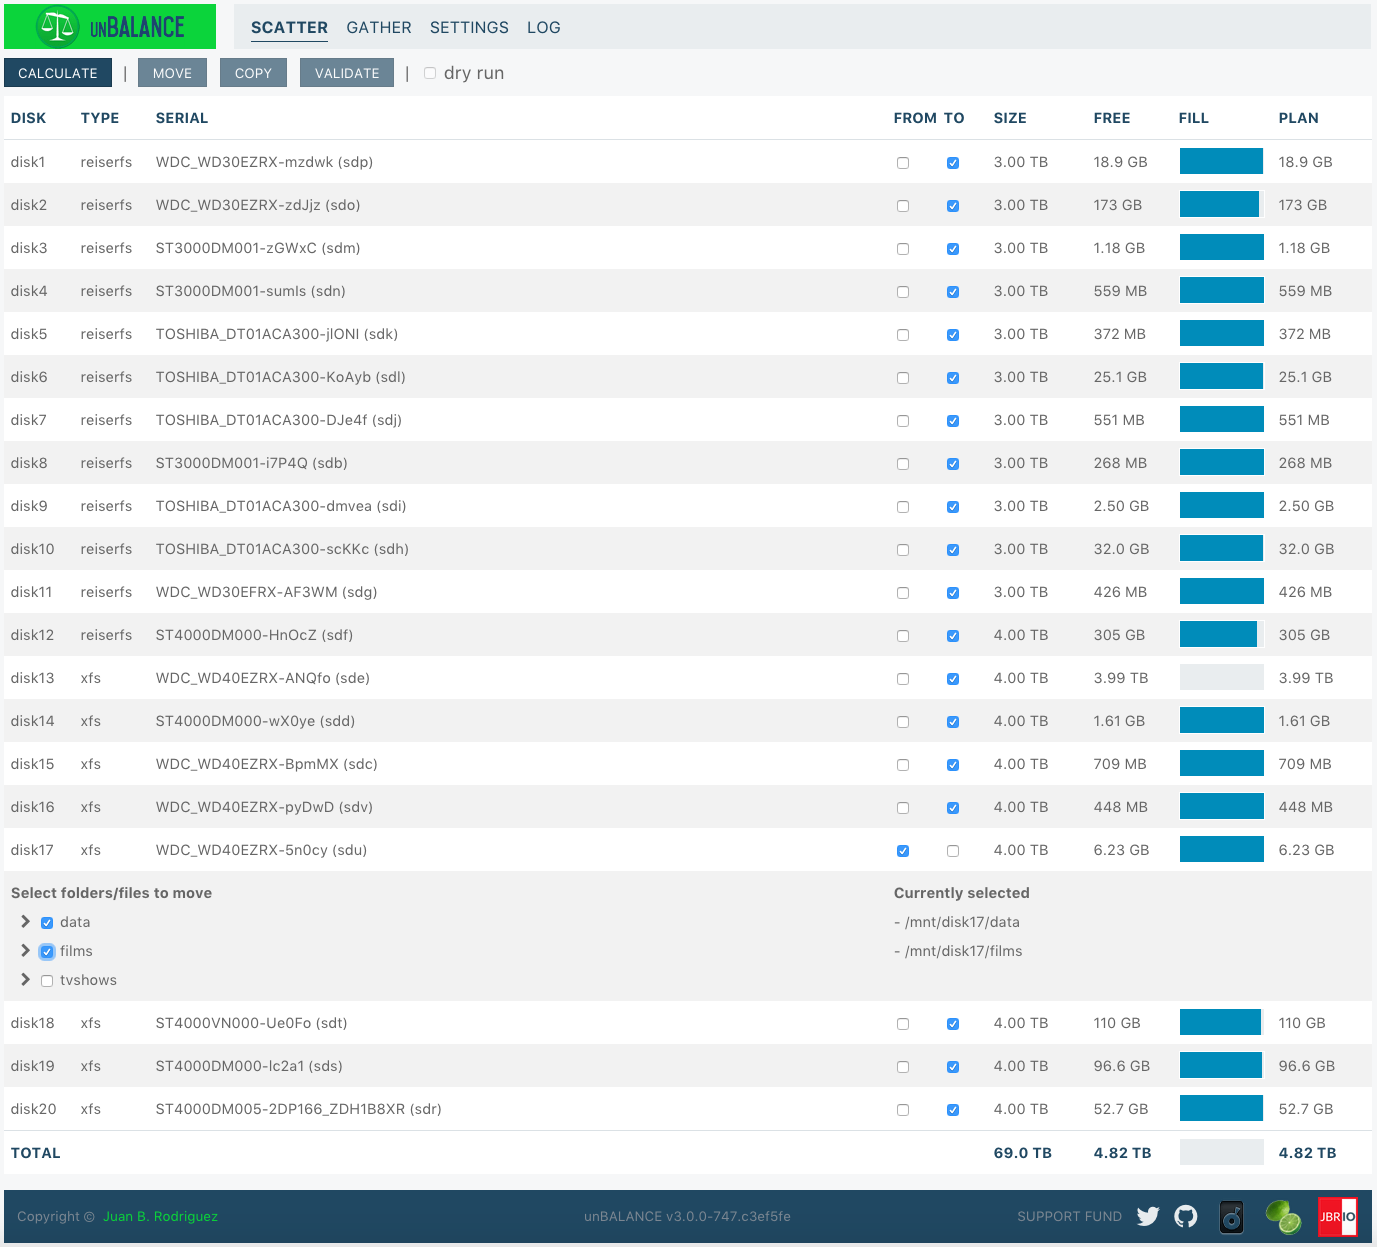 unBALANCE SCATTER GATHER SETTINGS LOG
CALCULATE | MOVE COPY VALIDATE | dry run
DISK TYPE SERIAL FROM TO SIZE FREE FILL PLAN
disk1 reiserfs WDC_WD30EZRX-mzdwk (sdp) 3.00 TB 18.9 GB 18.9 GB
disk2 reiserfs WDC_WD30EZRX-zdJjz (sdo) 3.00 TB 173 GB 173 GB
disk3 reiserfs ST3000DM001-zGWxC (sdm) 3.00 TB 1.18 GB 1.18 GB
disk4 reiserfs ST3000DM001-sumIs (sdn) 3.00 TB 559 MB 559 MB
disk5 reiserfs TOSHIBA_DT01ACA300-jlONl (sdk) 3.00 TB 372 MB 372 MB
disk6 reiserfs TOSHIBA_DT01ACA300-KoAyb (sdl) 3.00 TB 25.1 GB 25.1 GB
disk7 reiserfs TOSHIBA_DT01ACA300-DJe4f (sdj) 3.00 TB 551 MB 551 MB
disk8 reiserfs ST3000DM001-i7P4Q (sdb) 3.00 TB 268 MB 268 MB
disk9 reiserfs TOSHIBA_DT01ACA300-dmvea (sdi) 3.00 TB 2.50 GB 2.50 GB
disk10 reiserfs TOSHIBA_DT01ACA300-scKKc (sdh) 3.00 TB 32.0 GB 32.0 GB
disk11 reiserfs WDC_WD30EFRX-AF3WM (sdg) 3.00 TB 426 MB 426 MB
disk12 reiserfs ST4000DM000-HnOcZ (sdf) 4.00 TB 305 GB 305 GB
disk13 xfs WDC_WD40EZRX-ANQfo (sde) 4.00 TB 3.99 TB 3.99 TB
disk14 xfs ST4000DM000-wX0ye (sdd) 4.00 TB 1.61 GB 1.61 GB
disk15 xfs WDC_WD40EZRX-BpmMX (sdc) 4.00 TB 709 MB 709 MB
disk16 xfs WDC_WD40EZRX-pyDwD (sdv) 4.00 TB 448 MB 448 MB
disk17 xfs WDC_WD40EZRX-5n0cy (sdu) 4.00 TB 6.23 GB 6.23 GB
Select folders/files to move Currently selected
data - /mnt/disk17/data
films - /mnt/disk17/films
tvshows
disk18 xfs ST4000VN000-Ue0Fo (sdt) 4.00 TB 110 GB 110 GB
disk19 xfs ST4000DM000-lc2a1 (sds) 4.00 TB 96.6 GB 96.6 GB
disk20 xfs ST4000DM005-2DP166_ZDH1B8XR (sdr) 4.00 TB 52.7 GB 52.7 GB
TOTAL 69.0 TB 4.82 TB 4.82 TB
Copyright © Juan B. Rodriguez unBALANCE v3.0.0-747.c3ef5fe SUPPORT FUND JBRIO